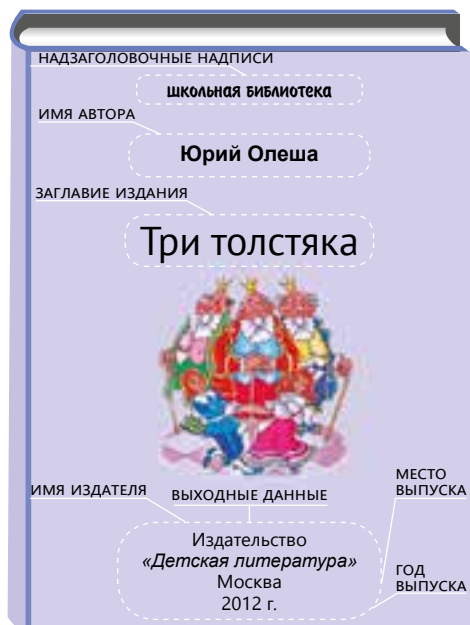 НАДЗАГОЛОВОЧНЫЕ НАДПИСИ
ШКОЛЬНАЯ БИБЛИОТЕКА
ИМЯ АВТОРА
Юрий Олеша
ЗАГЛАВИЕ ИЗДАНИЯ
Три толстяка
ИМЯ ИЗДАТЕЛЯ
ВЫХОДНЫЕ ДАННЫЕ
МЕСТО
ВЫПУСКА
Издательство
«Детская литература»
Москва
2012 г.
ГОД
ВЫПУСКА